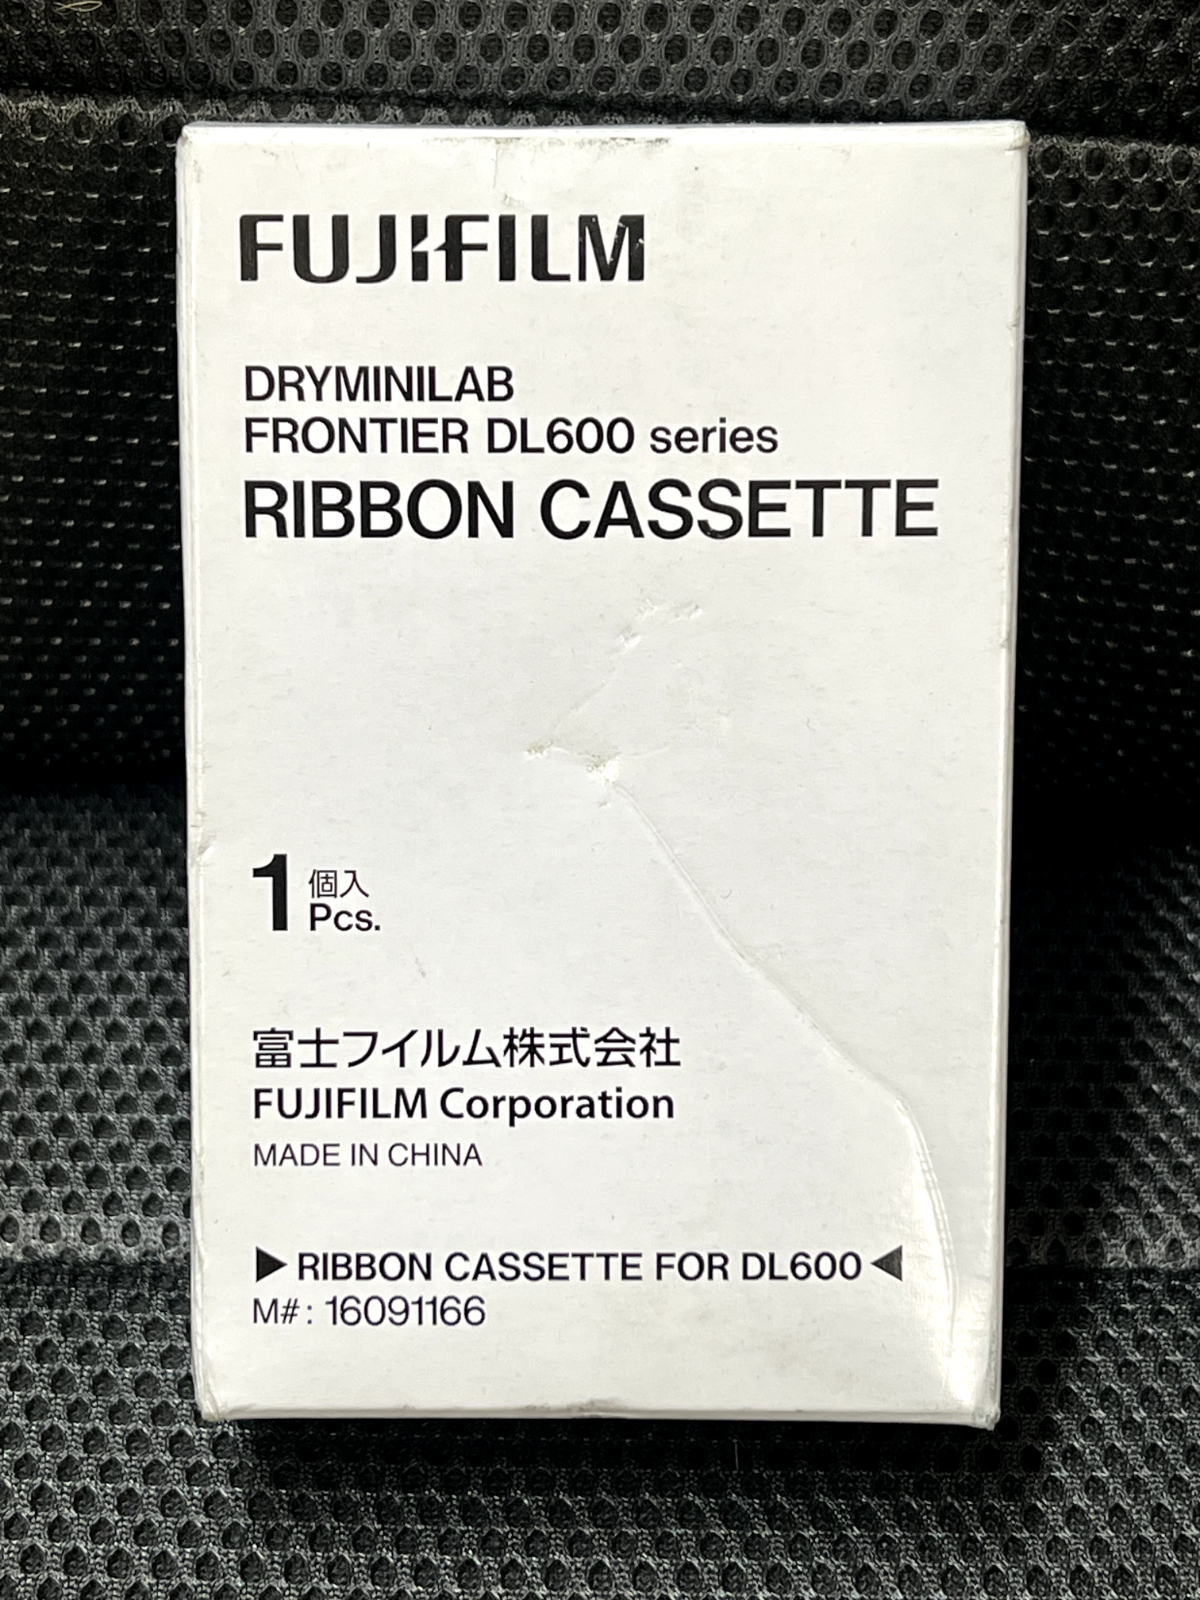 FUJIFILM
DRYMINILAB
FRONTIER DL600 series
RIBBON CASSETTE
1 個入
Pcs.
富士フイルム株式会社
FUJIFILM Corporation
MADE IN CHINA
▶RIBBON CASSETTE FOR DL600◀
M#: 16091166